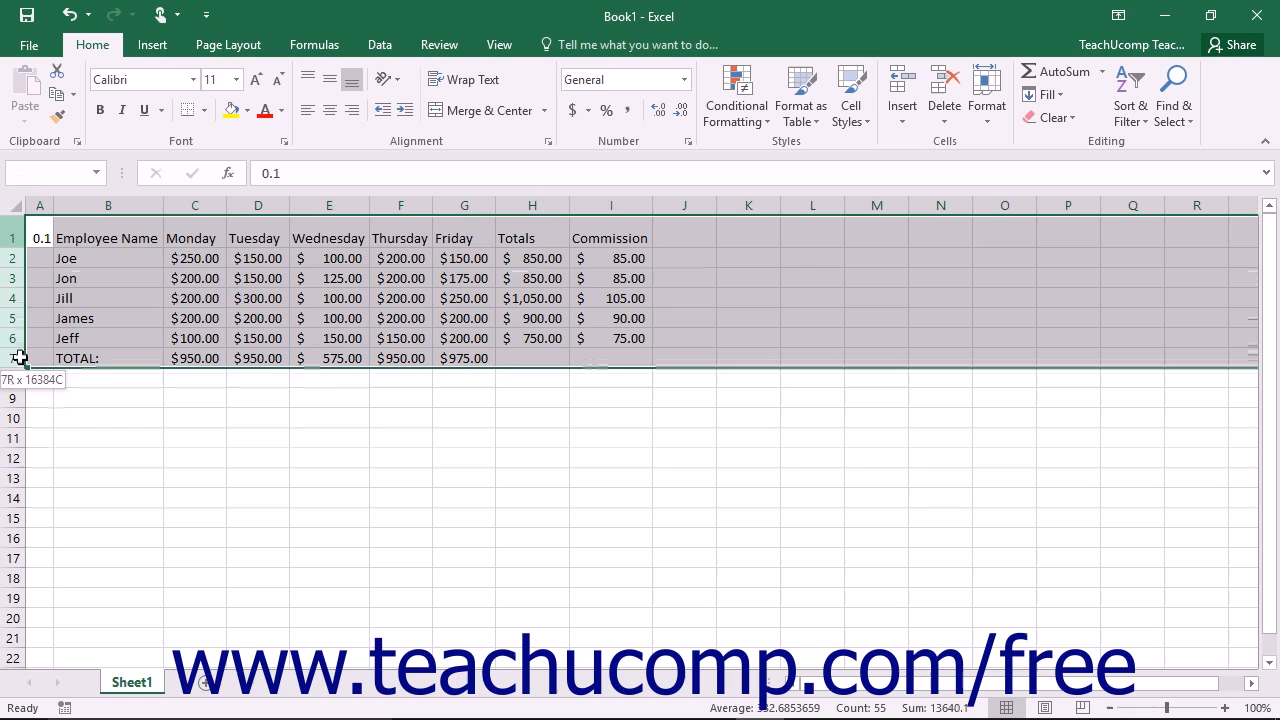 Book1 - Excel
File Home Insert Page Layout Formulas Data Review View Tell me what you want to do... TeachUcomp Teac... Share
Calibri 11 Wrap Text General AutoSum
Paste Conditional Formatting Format as Table Cell Styles Insert Delete Format Fill Sort & Filter Find & Select
B I U A Merge & Center $ % , Clear
Clipboard Font Alignment Number Styles Cells Editing
fx 0.1
A B C D E F G H I J K L M N O P Q R
1 0.1 Employee Name Monday Tuesday Wednesday Thursday Friday Totals Commission
2 Joe $250.00 $150.00 $ 100.00 $200.00 $150.00 $ 850.00 $ 85.00
3 Jon $200.00 $150.00 $ 125.00 $200.00 $175.00 $ 850.00 $ 85.00
4 Jill $200.00 $300.00 $ 100.00 $200.00 $250.00 $1,050.00 $ 105.00
5 James $200.00 $200.00 $ 100.00 $200.00 $200.00 $ 900.00 $ 90.00
6 Jeff $100.00 $150.00 $ 150.00 $150.00 $200.00 $ 750.00 $ 75.00
7 TOTAL: $950.00 $950.00 $ 575.00 $950.00 $975.00
7R x 16384C
9
10
11
12
13
14
15
16
17
18
19
20
21
22
www.teachucomp.com/free
Sheet1
Ready Count: 55 Sum: 13640.1 100%